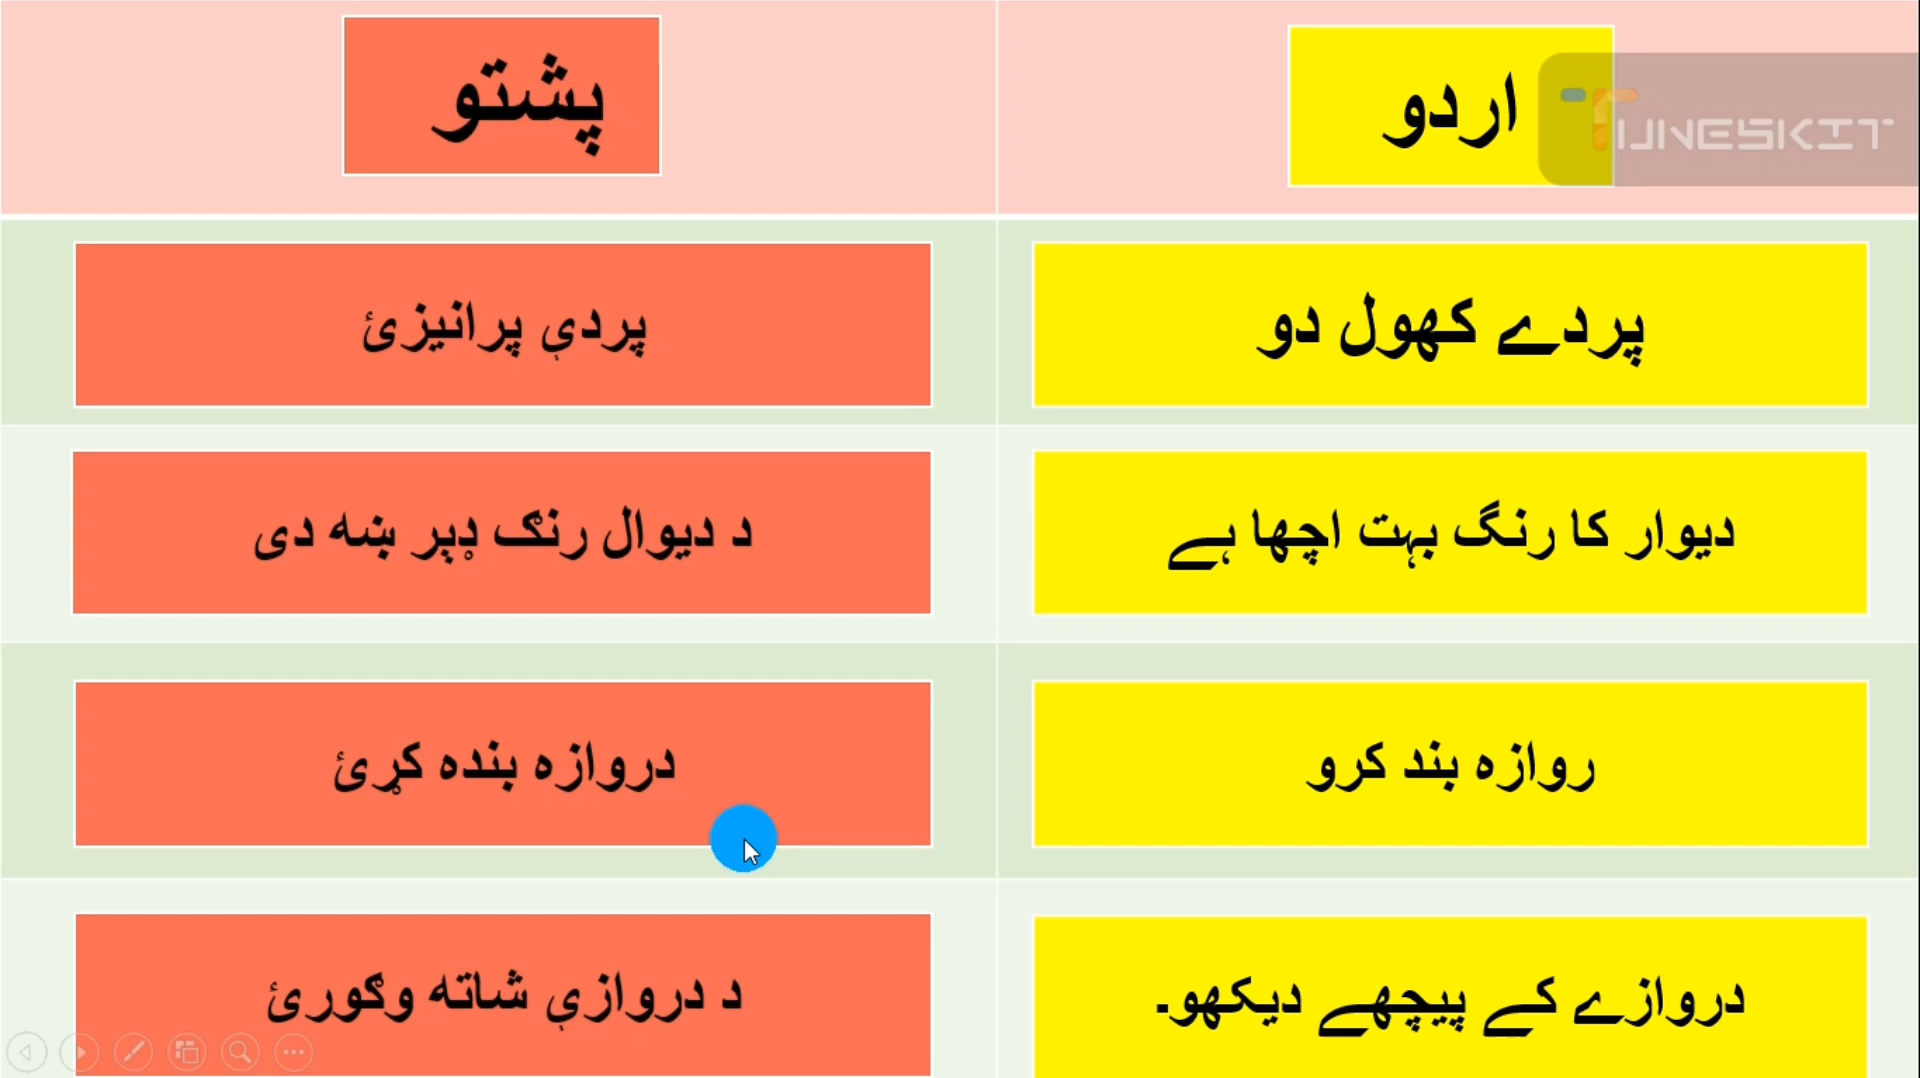 اردو
پشتو
پردے کھول دو
پردې پرانیزئ
دیوار کا رنگ بہت اچھا ہے
د دیوال رنګ ډېر ښه دی
روازہ بند کرو
دروازه بنده کړئ
دروازے کے پیچھے دیکھو۔
د دروازې شاته وګورئ
TUNESKIT